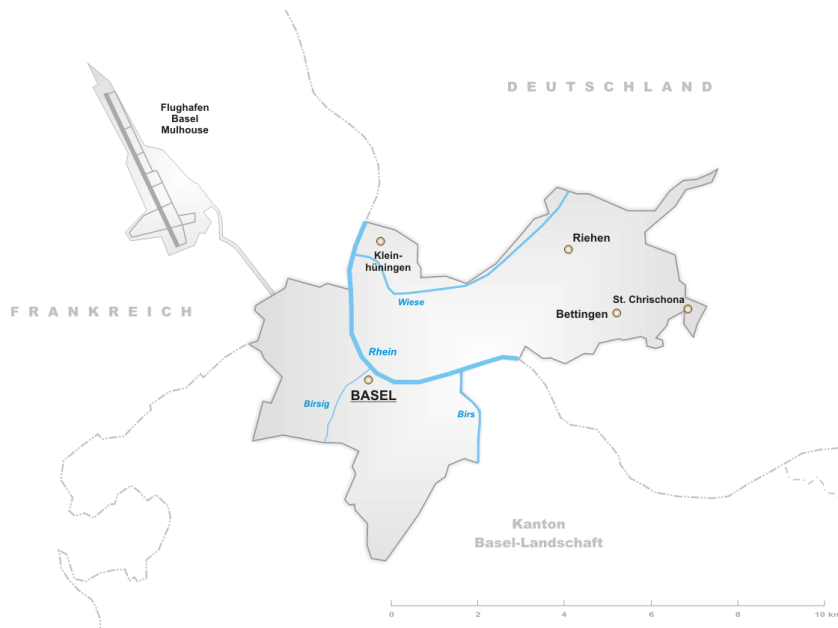 DEUTSCHLAND
Flughafen
Basel
Mulhouse
Riehen
Klein-
hüningen
Wiese
St. Chrischona
Bettingen
FRANKREICH
Rhein
BASEL
Birsig
Birs
Kanton
Basel-Landschaft
0 2 4 6 8 10 km